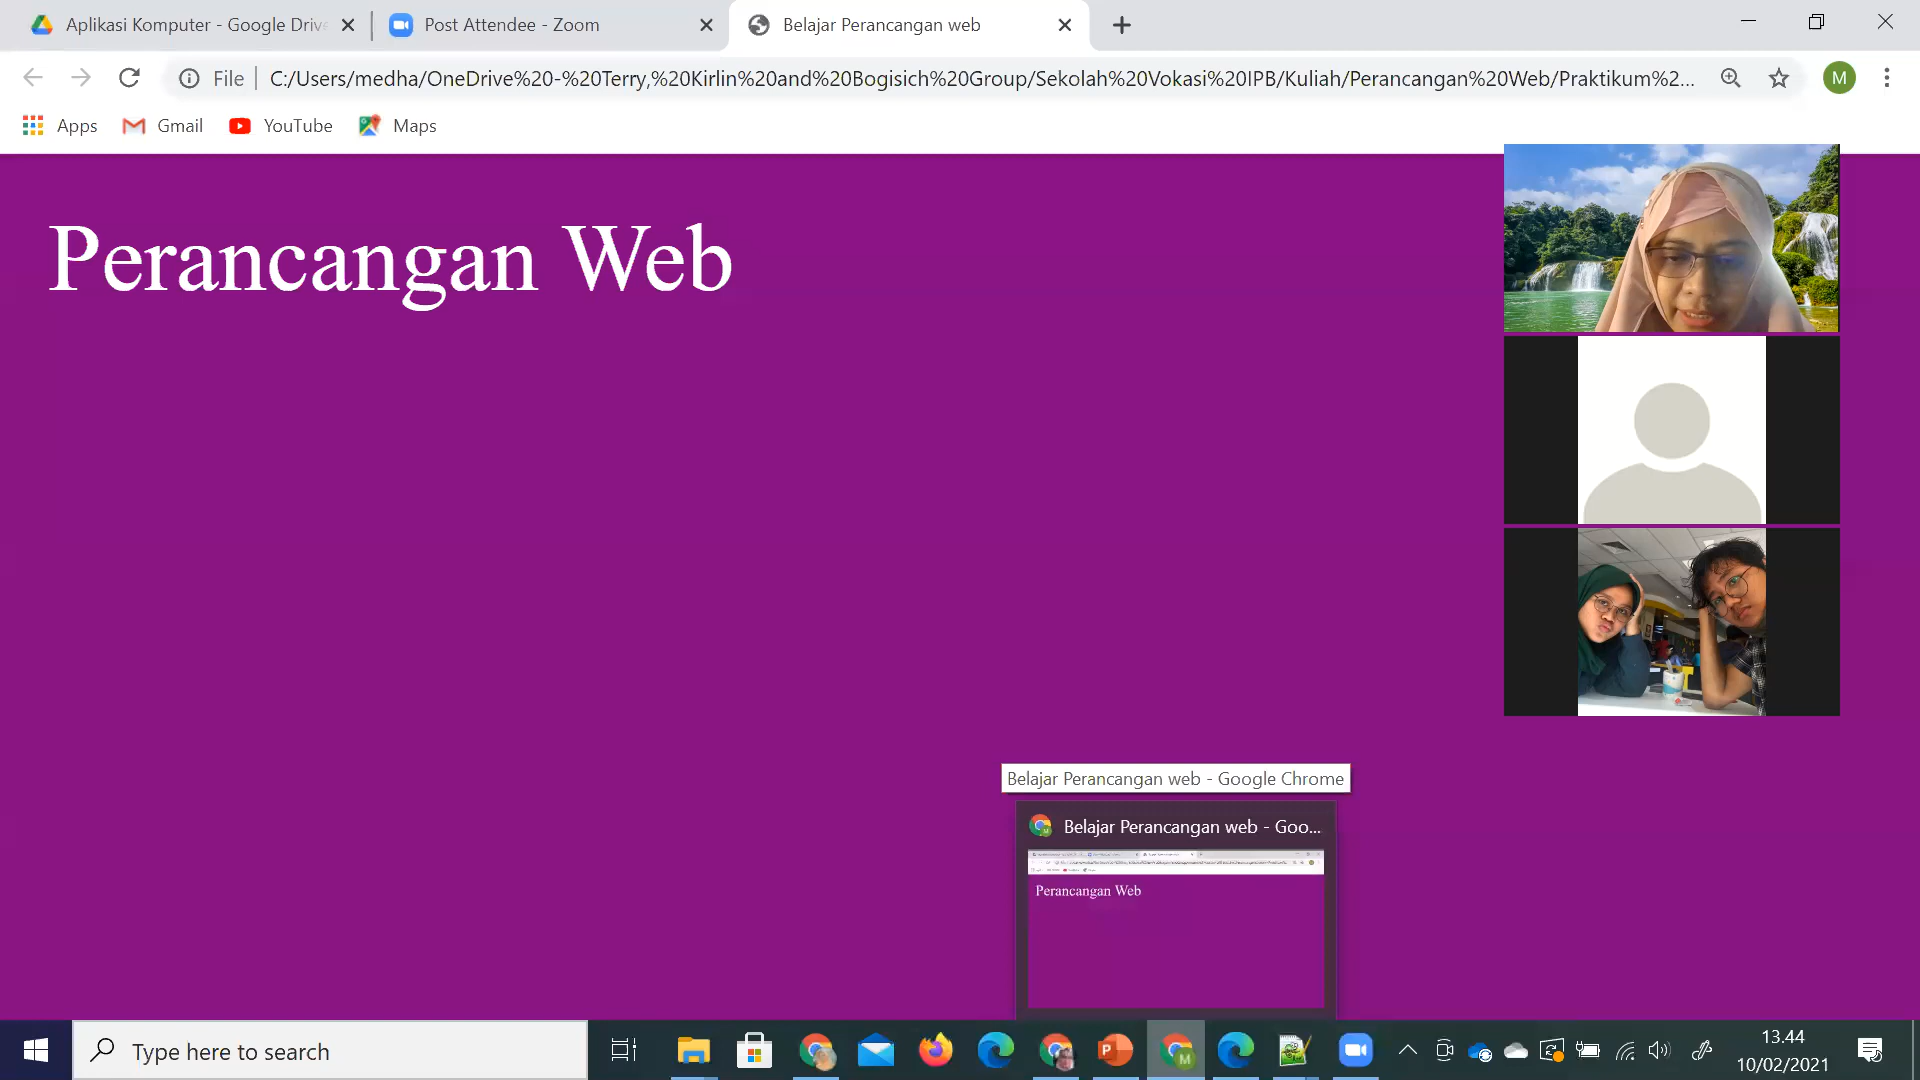 Aplikasi Komputer - Google Drive
Post Attendee - Zoom
Belajar Perancangan web
File
C:/Users/medha/OneDrive%20-%20Terry,%20Kirlin%20and%20Bogisich%20Group/Sekolah%20Vokasi%20IPB/Kuliah/Perancangan%20Web/Praktikum%2...
M
Apps
Gmail
YouTube
Maps
Perancangan Web
Belajar Perancangan web - Google Chrome
Belajar Perancangan web - Goo...
Perancangan Web
Type here to search
13.44
10/02/2021